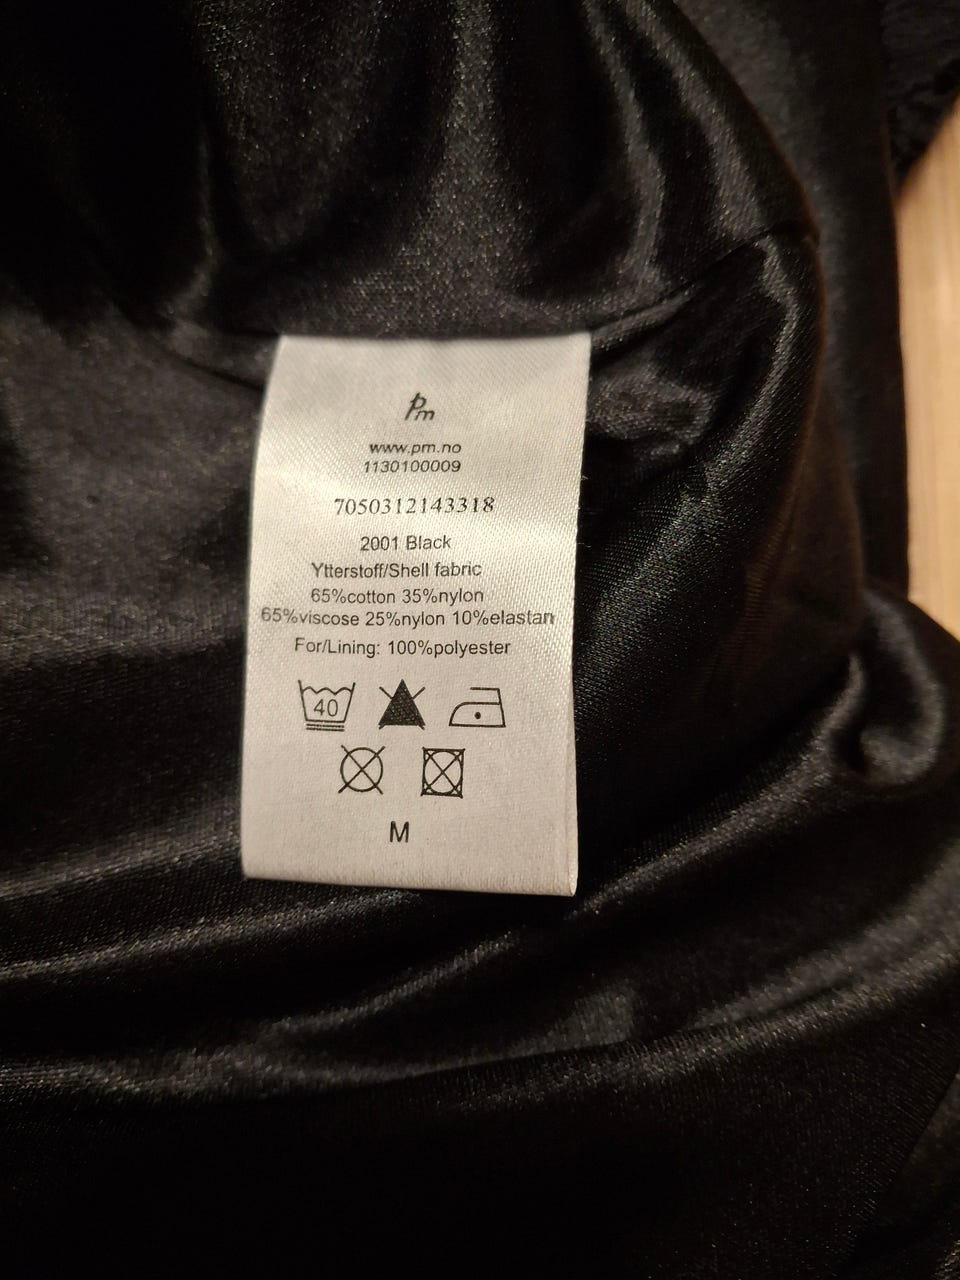 Pm
www.pm.no
1130100009
7050312143318
2001 Black
Ytterstoff/Shell fabric
65%cotton 35%nylon
65%viscose 25%nylon 10%elastan
For/Lining: 100%polyester
40
M